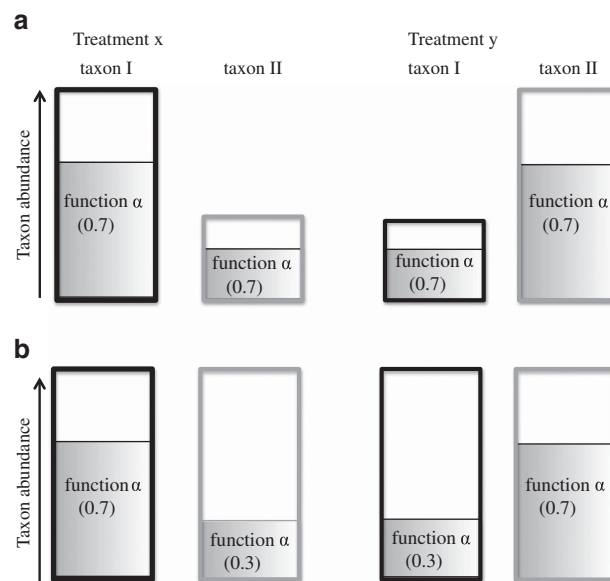 a
Treatment x
Treatment y
taxon I
taxon II
taxon I
taxon II
Taxon abundance
function α
(0.7)
function α
(0.7)
function α
(0.7)
function α
(0.7)
b
Taxon abundance
function α
(0.7)
function α
(0.3)
function α
(0.3)
function α
(0.7)